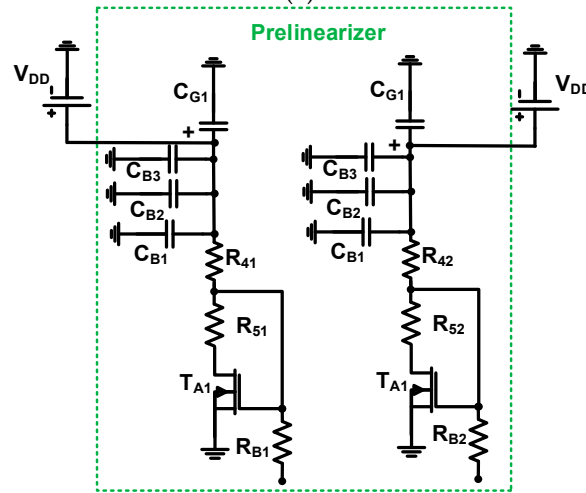 Prelinearizer
V_DD
-
+
C_G1
+
C_B3
C_B2
C_B1
R_41
R_51
T_A1
R_B1
C_G1
+
C_B3
C_B2
C_B1
R_42
R_52
T_A1
R_B2
V_DD
-
+